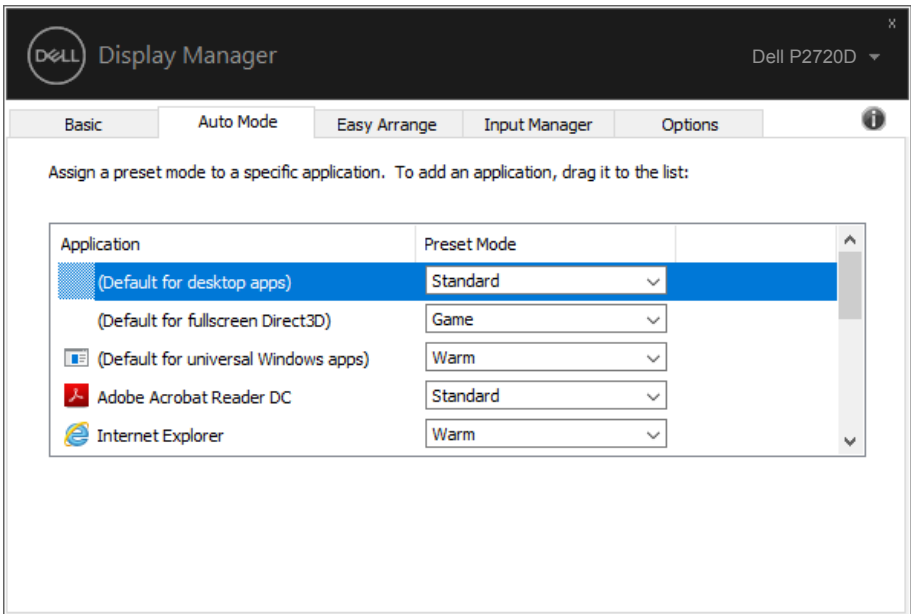 x
DELL Display Manager Dell P2720D
Basic Auto Mode Easy Arrange Input Manager Options
Assign a preset mode to a specific application. To add an application, drag it to the list:
Application Preset Mode
(Default for desktop apps) Standard
(Default for fullscreen Direct3D) Game
(Default for universal Windows apps) Warm
Adobe Acrobat Reader DC Standard
Internet Explorer Warm